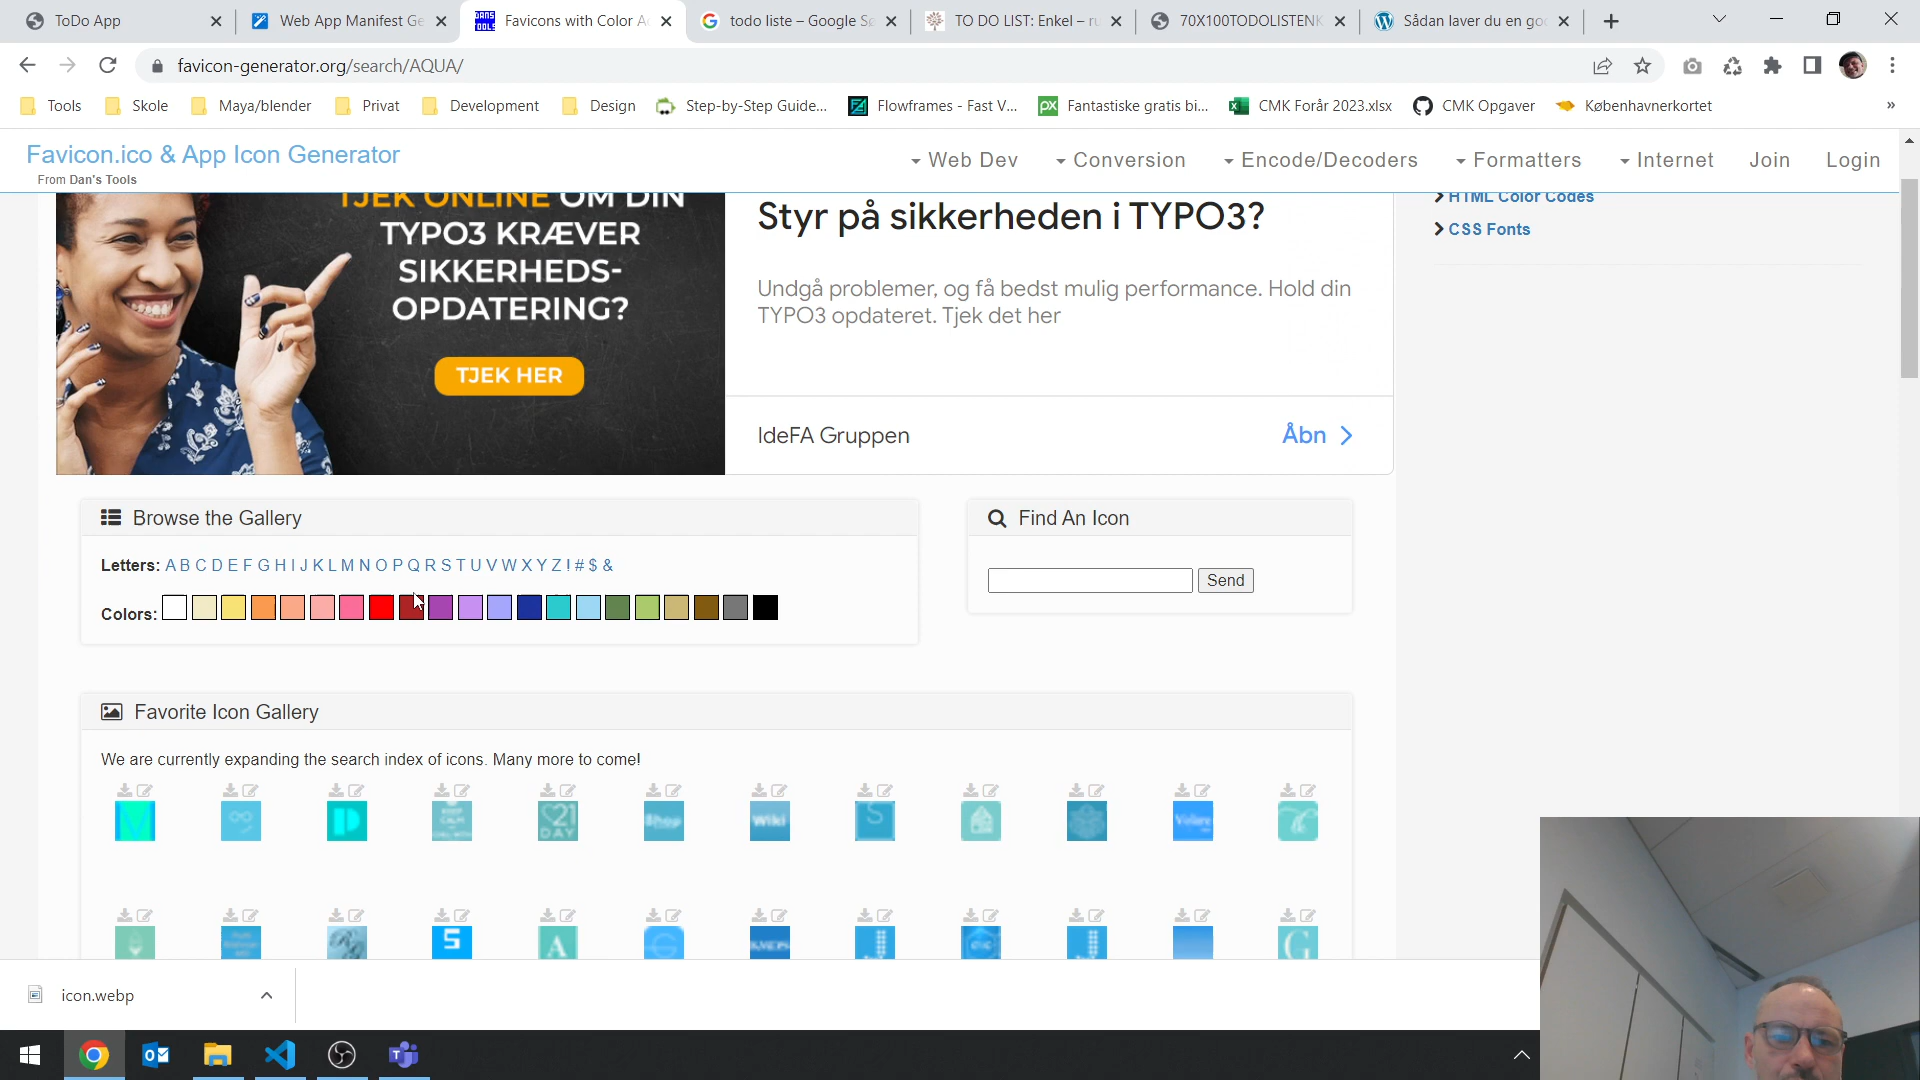 ToDo App
Web App Manifest Ge
Favicons with Color A
todo liste – Google Sø
TO DO LIST: Enkel – ru
70X100TODOLISTENK
Sådan laver du en god
favicon-generator.org/search/AQUA/
Tools
Skole
Maya/blender
Privat
Development
Design
Step-by-Step Guide...
Flowframes - Fast V...
Fantastiske gratis bi...
CMK Forår 2023.xlsx
CMK Opgaver
Københavnerkortet
»
Favicon.ico & App Icon Generator
From Dan's Tools
Web Dev
Conversion
Encode/Decoders
Formatters
Internet
Join
Login
TJEK ONLINE OM DIN
TYPO3 KRÆVER
SIKKERHEDS-
OPDATERING?
TJEK HER
Styr på sikkerheden i TYPO3?
Undgå problemer, og få bedst mulig performance. Hold din
TYPO3 opdateret. Tjek det her
IdeFA Gruppen
Åbn
HTML Color Codes
CSS Fonts
Browse the Gallery
Letters: A B C D E F G H I J K L M N O P Q R S T U V W X Y Z ! # $ &
Colors:
Find An Icon
Send
Favorite Icon Gallery
We are currently expanding the search index of icons. Many more to come!
21
DAY
Shop
Wiki
S
Volare
S
A
G
icon.webp